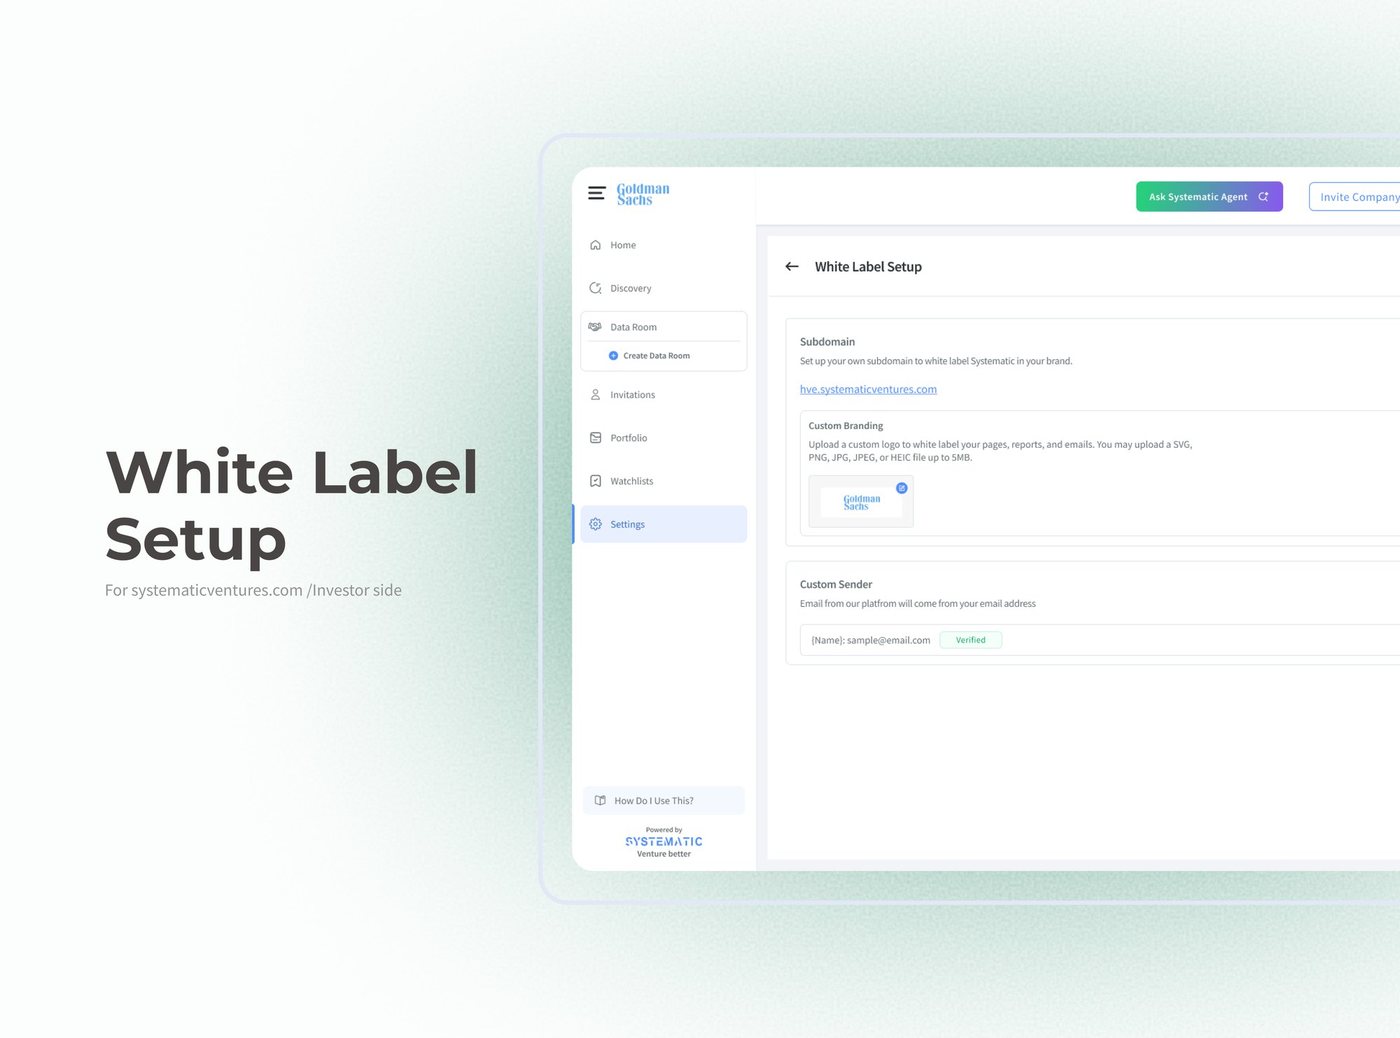 White Label
Setup
For systematicventures.com /Investor side
Goldman
Sachs
Home
Discovery
Data Room
Create Data Room
Invitations
Portfolio
Watchlists
Settings
How Do I Use This?
Powered by
SYSTEMATIC
Venture better
Ask Systematic Agent
Invite Company
White Label Setup
Subdomain
Set up your own subdomain to white label Systematic in your brand.
hve.systematicventures.com
Custom Branding
Upload a custom logo to white label your pages, reports, and emails. You may upload a SVG,
PNG, JPG, JPEG, or HEIC file up to 5MB.
Goldman
Sachs
Custom Sender
Email from our platfrom will come from your email address
{Name}: sample@email.com
Verified